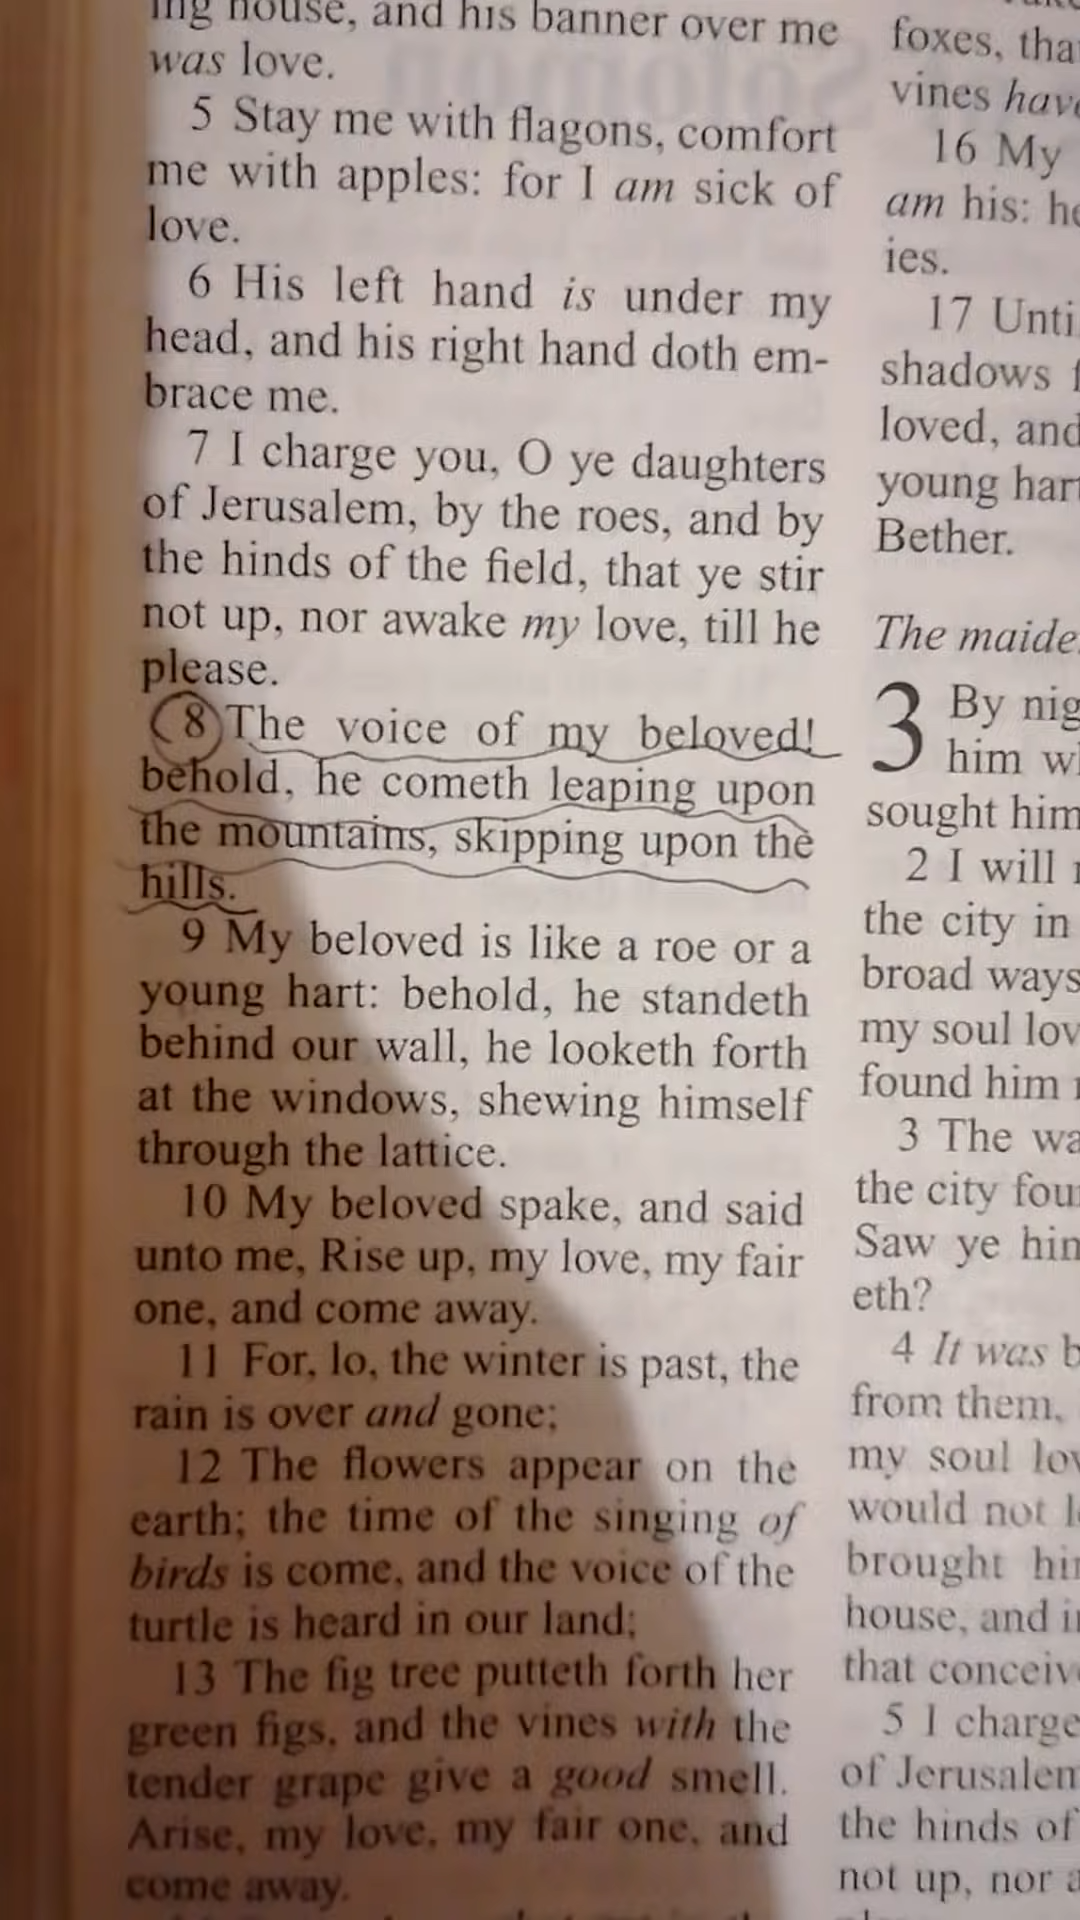 ing house, and his banner over me
was love.
5 Stay me with flagons, comfort
me with apples: for I am sick of
love.
6 His left hand is under my
head, and his right hand doth em-
brace me.
7 I charge you, O ye daughters
of Jerusalem, by the roes, and by
the hinds of the field, that ye stir
not up, nor awake my love, till he
please.
8 The voice of my beloved!
behold, he cometh leaping upon
the mountains, skipping upon the
hills.
9 My beloved is like a roe or a
young hart: behold, he standeth
behind our wall, he looketh forth
at the windows, shewing himself
through the lattice.
10 My beloved spake, and said
unto me, Rise up, my love, my fair
one, and come away.
11 For, lo, the winter is past, the
rain is over and gone;
12 The flowers appear on the
earth; the time of the singing of
birds is come, and the voice of the
turtle is heard in our land;
13 The fig tree putteth forth her
green figs, and the vines with the
tender grape give a good smell.
Arise, my love, my fair one, and
come away.
foxes, tha
vines have
16 My
am his: he
ies.
17 Unti
shadows f
loved, and
young hart
Bether.
The maide
3 By nig
him w
sought him
2 I will
the city in
broad ways
my soul lov
found him
3 The wa
the city fou
Saw ye him
eth?
4 It was b
from them,
my soul lov
would not l
brought hi
house, and i
that conceiv
5 I charge
of Jerusalem
the hinds of
not up, nor a